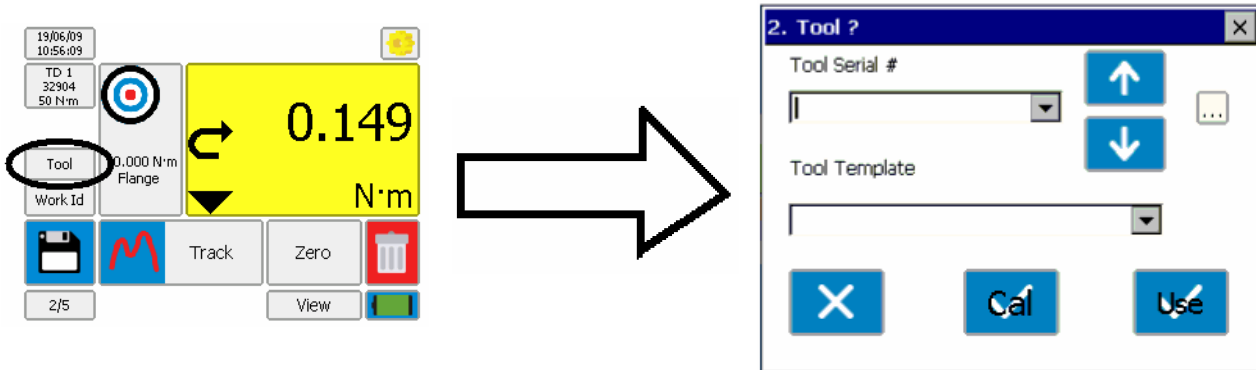 19/06/09
10:56:09
TD 1
32904
50 N·m
Tool
Work Id
0.000 N·m
Flange
0.149
N·m
Track
Zero
2/5
View
2. Tool ?
Tool Serial #
...
Tool Template
Cal
Use